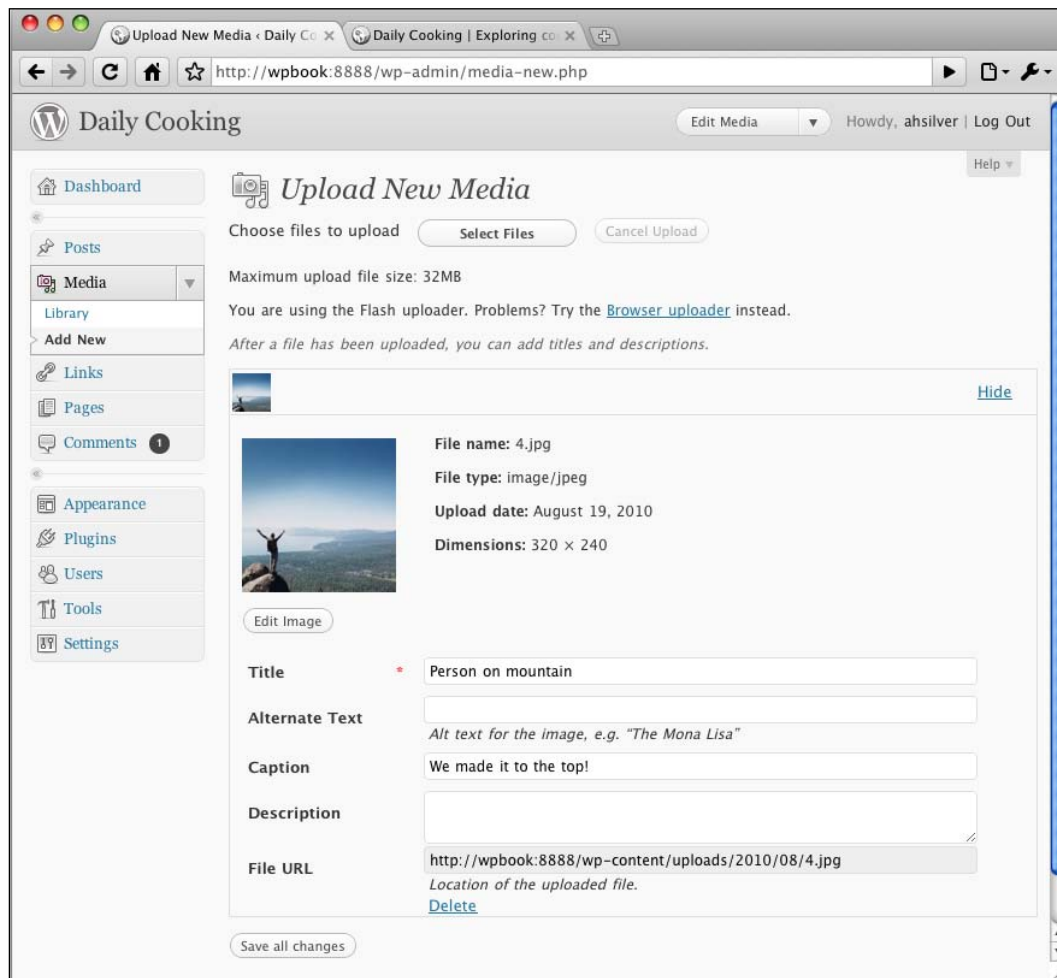 Upload New Media ‹ Daily Co
Daily Cooking | Exploring co
http://wpbook:8888/wp-admin/media-new.php
Daily Cooking
Edit Media
Howdy, ahsilver | Log Out
Help
Dashboard
Posts
Media
Library
Add New
Links
Pages
Comments 1
Appearance
Plugins
Users
Tools
Settings
Upload New Media
Choose files to upload
Select Files
Cancel Upload
Maximum upload file size: 32MB
You are using the Flash uploader. Problems? Try the Browser uploader instead.
After a file has been uploaded, you can add titles and descriptions.
Hide
File name: 4.jpg
File type: image/jpeg
Upload date: August 19, 2010
Dimensions: 320 × 240
Edit Image
Title * Person on mountain
Alternate Text
Alt text for the image, e.g. “The Mona Lisa”
Caption We made it to the top!
Description
File URL http://wpbook:8888/wp-content/uploads/2010/08/4.jpg
Location of the uploaded file.
Delete
Save all changes